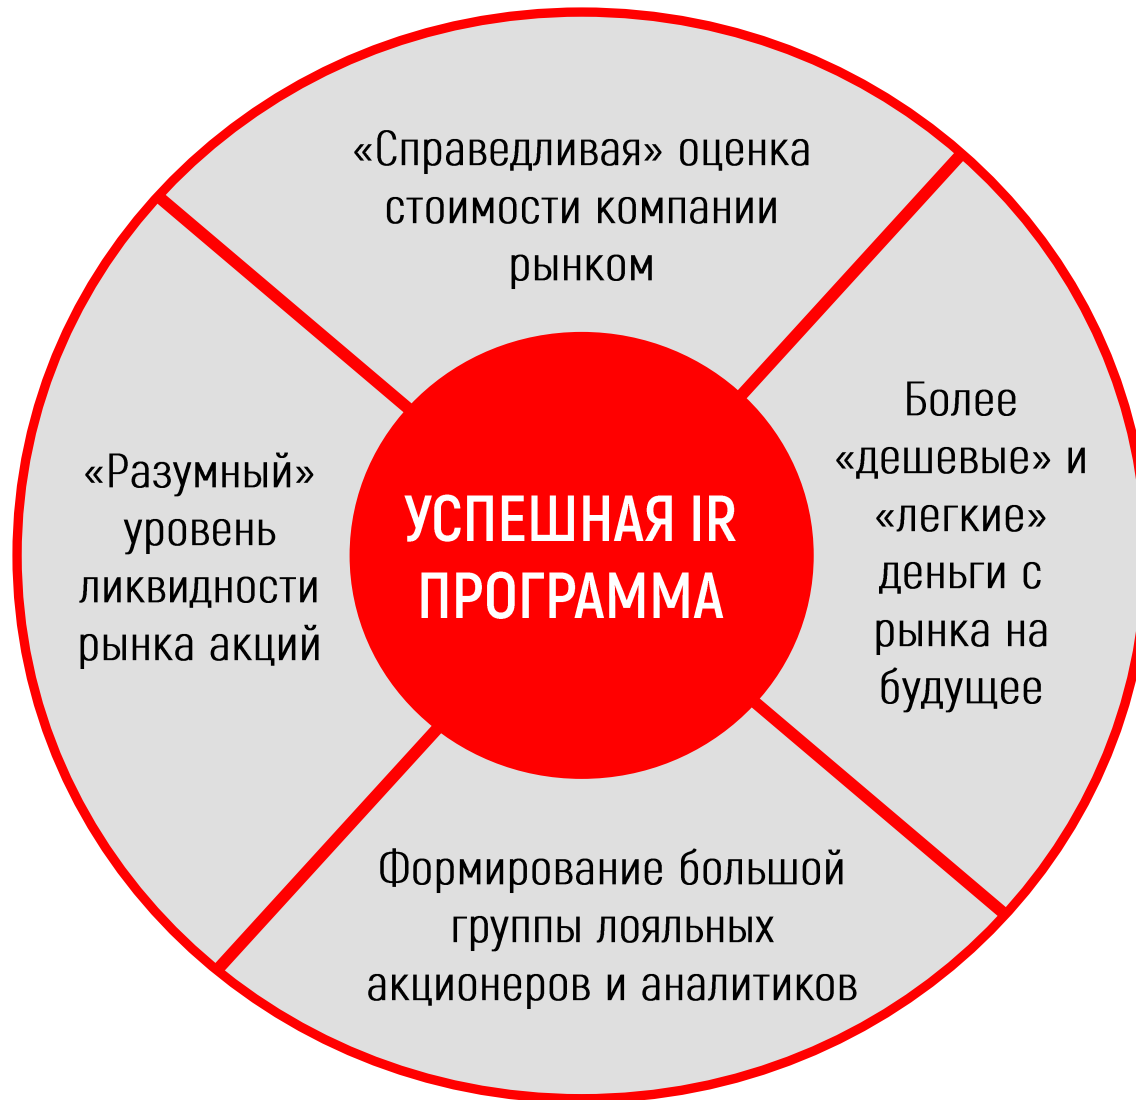 «Справедливая» оценка
стоимости компании
рынком
Более
«дешевые» и
«легкие»
деньги с
рынка на
будущее
«Разумный»
уровень
ликвидности
рынка акций
УСПЕШНАЯ IR
ПРОГРАММА
Формирование большой
группы лояльных
акционеров и аналитиков